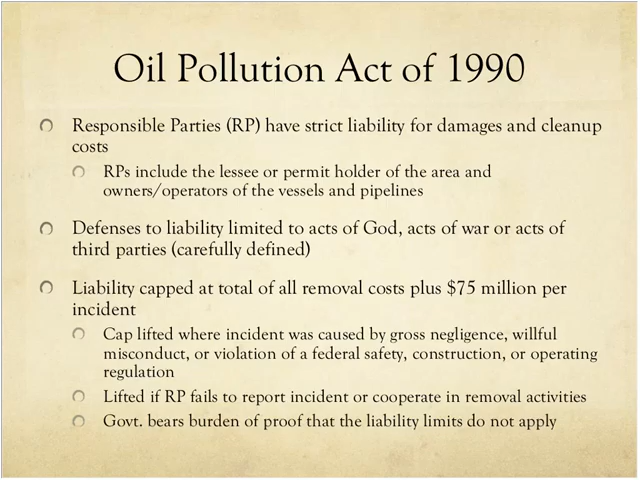 Oil Pollution Act of 1990
Responsible Parties (RP) have strict liability for damages and cleanup
costs
RPs include the lessee or permit holder of the area and
owners/operators of the vessels and pipelines
Defenses to liability limited to acts of God, acts of war or acts of
third parties (carefully defined)
Liability capped at total of all removal costs plus $75 million per
incident
Cap lifted where incident was caused by gross negligence, willful
misconduct, or violation of a federal safety, construction, or operating
regulation
Lifted if RP fails to report incident or cooperate in removal activities
Govt. bears burden of proof that the liability limits do not apply